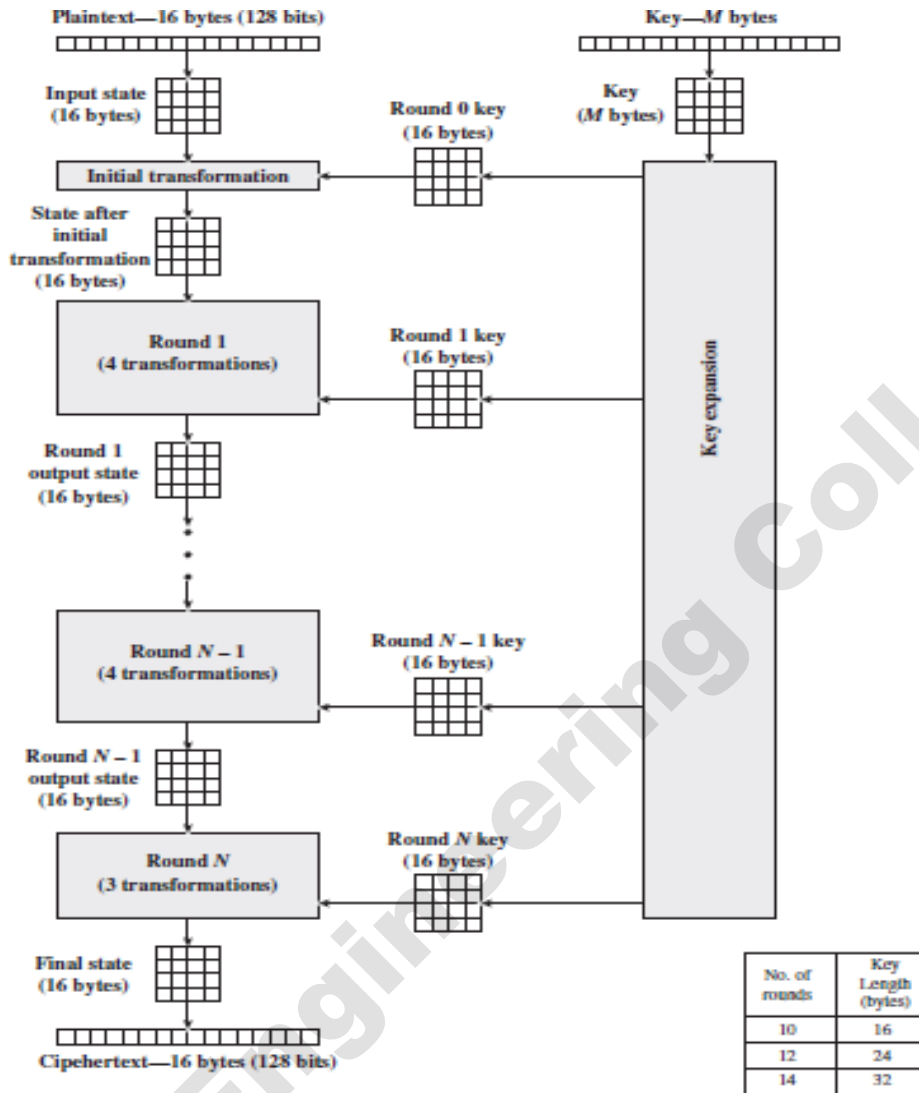 Plaintext—16 bytes (128 bits)
Key—M bytes
Input state
(16 bytes)
Round 0 key
(16 bytes)
Key
(M bytes)
Initial transformation
State after
initial
transformation
(16 bytes)
Round 1
(4 transformations)
Round 1 key
(16 bytes)
Key expansion
Round 1
output state
(16 bytes)
Round N – 1
(4 transformations)
Round N – 1 key
(16 bytes)
Round N – 1
output state
(16 bytes)
Round N
(3 transformations)
Round N key
(16 bytes)
Final state
(16 bytes)
Cipehertext—16 bytes (128 bits)
No. of
rounds
Key
Length
(bytes)
10 16
12 24
14 32
Engineering Coll